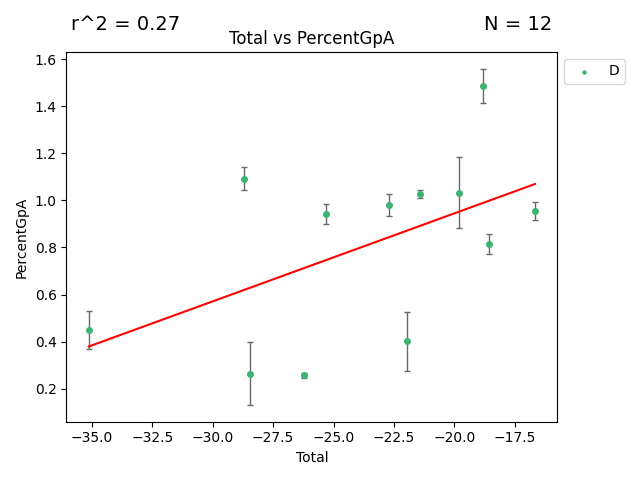 r^2 = 0.27
N = 12
Total vs PercentGpA
D
PercentGpA
1.6
1.4
1.2
1.0
0.8
0.6
0.4
0.2
−35.0 −32.5 −30.0 −27.5 −25.0 −22.5 −20.0 −17.5
Total